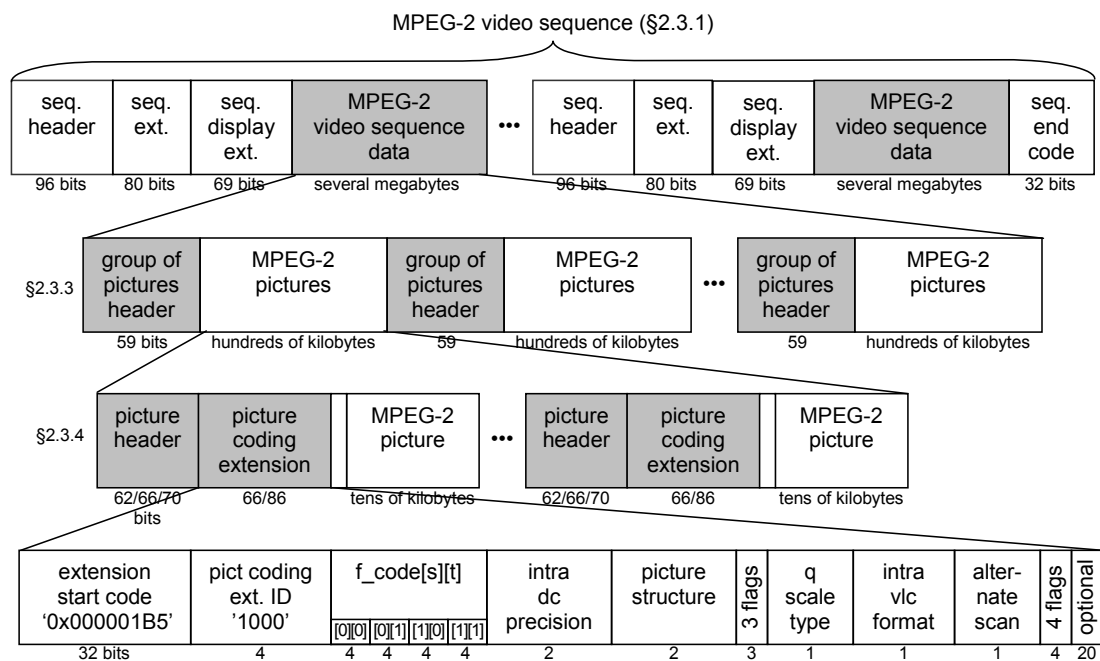 MPEG-2 video sequence (§2.3.1)
seq. header
seq. ext.
seq. display ext.
MPEG-2 video sequence data
•••
seq. header
seq. ext.
seq. display ext.
MPEG-2 video sequence data
seq. end code
96 bits
80 bits
69 bits
several megabytes
96 bits
80 bits
69 bits
several megabytes
32 bits
§2.3.3
group of pictures header
MPEG-2 pictures
group of pictures header
MPEG-2 pictures
•••
group of pictures header
MPEG-2 pictures
59 bits
hundreds of kilobytes
59
hundreds of kilobytes
59
hundreds of kilobytes
§2.3.4
picture header
picture coding extension
MPEG-2 picture
•••
picture header
picture coding extension
MPEG-2 picture
62/66/70 bits
66/86
tens of kilobytes
62/66/70
66/86
tens of kilobytes
extension start code '0x000001B5'
pict coding ext. ID '1000'
f_code[s][t]
[0][0]
[0][1]
[1][0]
[1][1]
intra dc precision
picture structure
3 flags
q scale type
intra vlc format
alter-nate scan
4 flags
optional
32 bits
4
4
4
4
4
2
2
3
1
1
1
4
20